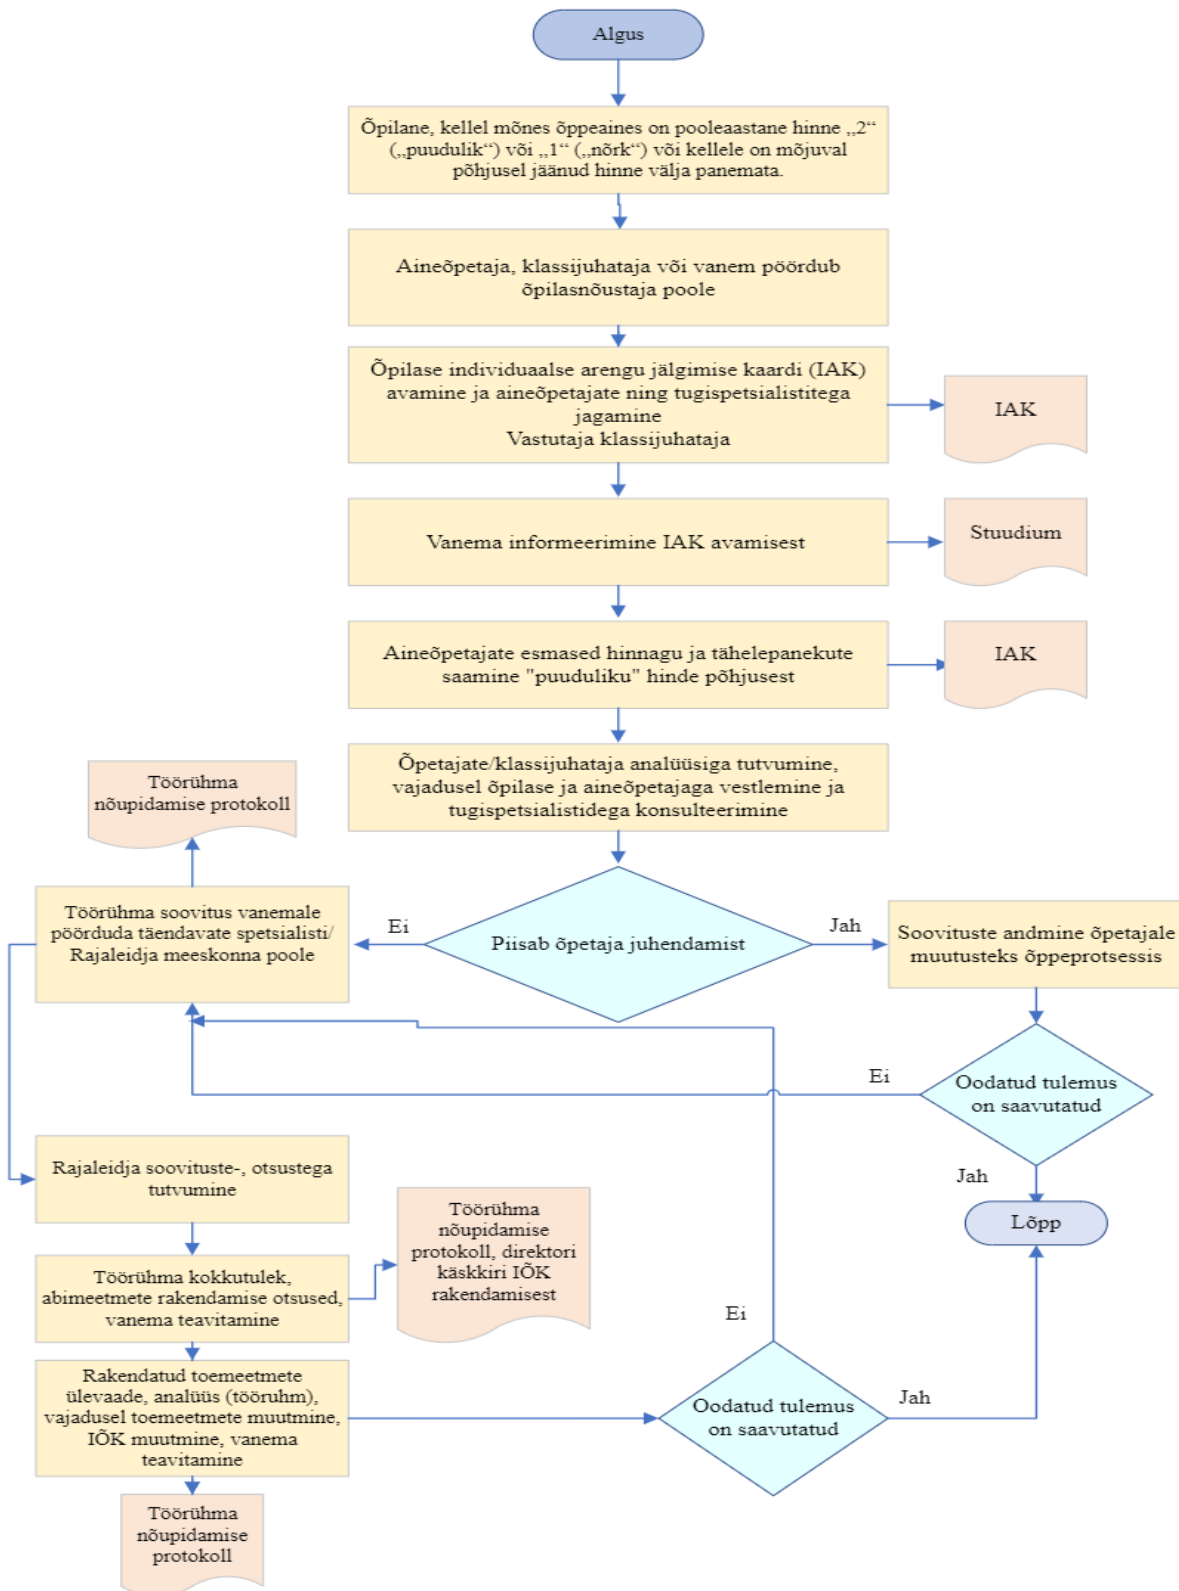 Algus
Õpilane, kellel mõnes õppeaines on pooleaastane hinne „2“
(„puudulik“) või „1“ („nõrk“) või kellele on mõjuval
põhjusel jäänud hinne välja panemata.
Aineõpetaja, klassijuhataja või vanem pöördub
õpilasnõustaja poole
Õpilase individuaalse arengu jälgimise kaardi (IAK)
avamine ja aineõpetajate ning tugispetsialistitega
jagamine
Vastutaja klassijuhataja
IAK
Vanema informeerimine IAK avamisest
Stuudium
Aineõpetajate esmased hinnagu ja tähelepanekute
saamine "puuduliku" hinde põhjusest
IAK
Õpetajate/klassijuhataja analüüsiga tutvumine,
vajadusel õpilase ja aineõpetajaga vestlemine ja
tugispetsialistidega konsulteerimine
Töörühma
nõupidamise protokoll
Töörühma soovitus vanemale
pöörduda täendavate spetsialisti/
Rajaleidja meeskonna poole
Ei
Piisab õpetaja juhendamist
Jah
Soovituste andmine õpetajale
muutusteks õppeprotsessis
Ei
Oodatud tulemus
on saavutatud
Jah
Lõpp
Rajaleidja soovituste-, otsustega
tutvumine
Töörühma kokkutulek,
abimeetmete rakendamise otsused,
vanema teavitamine
Töörühma
nõupidamise
protokoll, direktori
käskkiri IÕK
rakendamisest
Rakendatud toemeetmete
ülevaade, analüüs (tööruhm),
vajadusel toemeetmete muutmine,
IÕK muutmine, vanema
teavitamine
Ei
Oodatud tulemus
on saavutatud
Jah
Töörühma
nõupidamise
protokoll